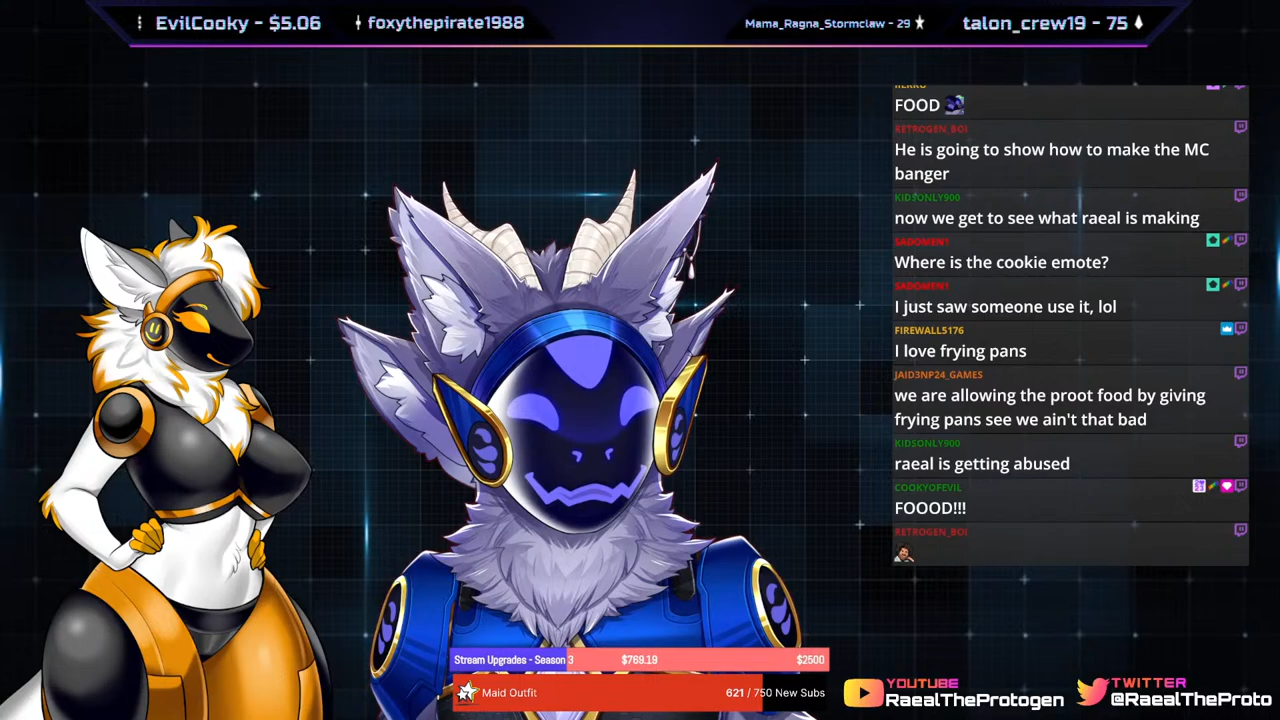 EvilCooky - $5.06
foxythepirate1988
Mama_Ragna_Stormclaw - 29
talon_crew19 - 75
FOOD
RETROGEN_BOI
He is going to show how to make the MC
banger
KIDSONLY900
now we get to see what raeal is making
SADOMEN1
Where is the cookie emote?
SADOMEN1
I just saw someone use it, lol
FIREWALL5176
I love frying pans
JAID3NP24_GAMES
we are allowing the proot food by giving
frying pans see we ain't that bad
KIDSONLY900
raeal is getting abused
COOKYOFEVIL
FOOOD!!!
RETROGEN_BOI
Stream Upgrades - Season 3
$769.19
$2500
Maid Outfit
621 / 750 New Subs
YOUTUBE
RaealTheProtogen
TWITTER
@RaealTheProto